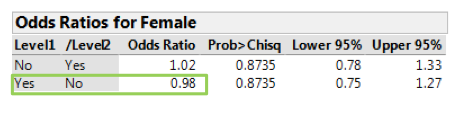 Odds Ratios for Female
Level1 /Level2 Odds Ratio Prob>Chisq Lower 95% Upper 95%
No Yes 1.02 0.8735 0.78 1.33
Yes No 0.98 0.8735 0.75 1.27